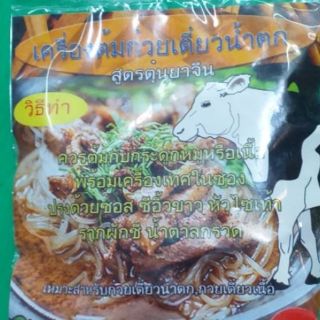 เครื่องต้มก๋วยเตี๋ยวน้ำตก
สูตรตุ๋นยาจีน
วิธีทำ
ควรต้มกับกระดูกหมูหรือเนื้อ
พร้อมเครื่องเทศในซอง
ปรุงด้วยซอส ซีอิ้วขาว หัวไชเท้า
รากผักชี น้ำตาลกรวด
เหมาะสำหรับก๋วยเตี๋ยวน้ำตก,ก๋วยเตี๋ยวเนื้อ